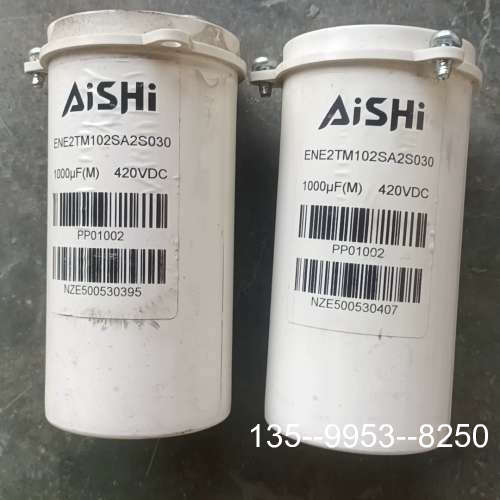 AiSHi
ENE2TM102SA2S030
1000μF(M) 420VDC
PP01002
NZE500530395
AiSHi
ENE2TM102SA2S030
1000μF(M) 420VDC
PP01002
NZE500530407
135--9953--8250